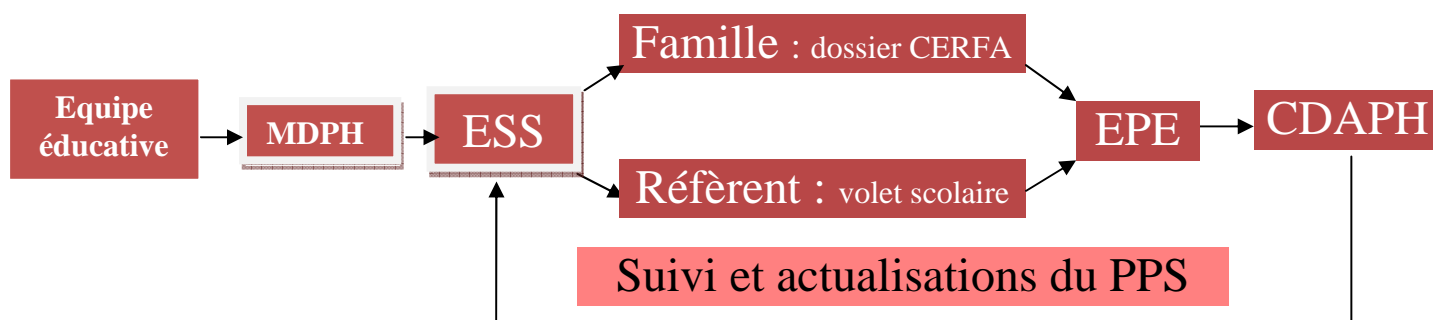 Famille : dossier CERFA
Equipe
éducative
MDPH
ESS
EPE
CDAPH
Réfèrent : volet scolaire
Suivi et actualisations du PPS